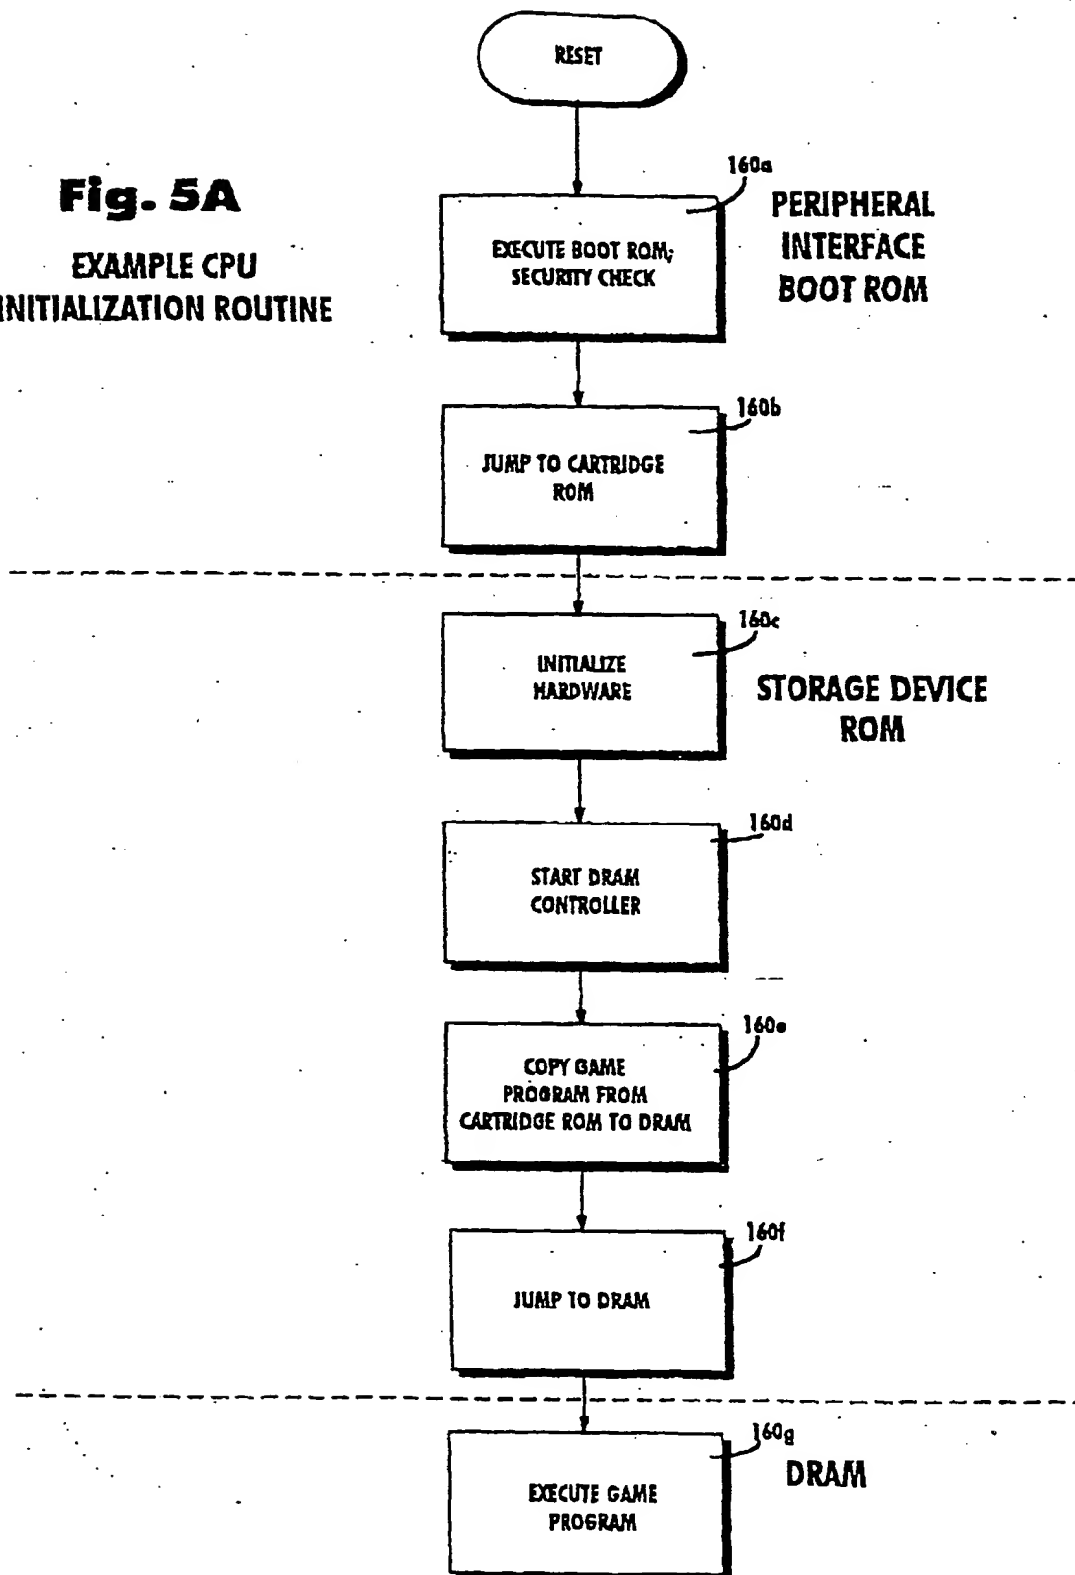 RESET
Fig. 5A
EXAMPLE CPU
INITIALIZATION ROUTINE
160a
EXECUTE BOOT ROM;
SECURITY CHECK
PERIPHERAL
INTERFACE
BOOT ROM
160b
JUMP TO CARTRIDGE
ROM
160c
INITIALIZE
HARDWARE
STORAGE DEVICE
ROM
160d
START DRAM
CONTROLLER
160e
COPY GAME
PROGRAM FROM
CARTRIDGE ROM TO DRAM
160f
JUMP TO DRAM
160g
EXECUTE GAME
PROGRAM
DRAM